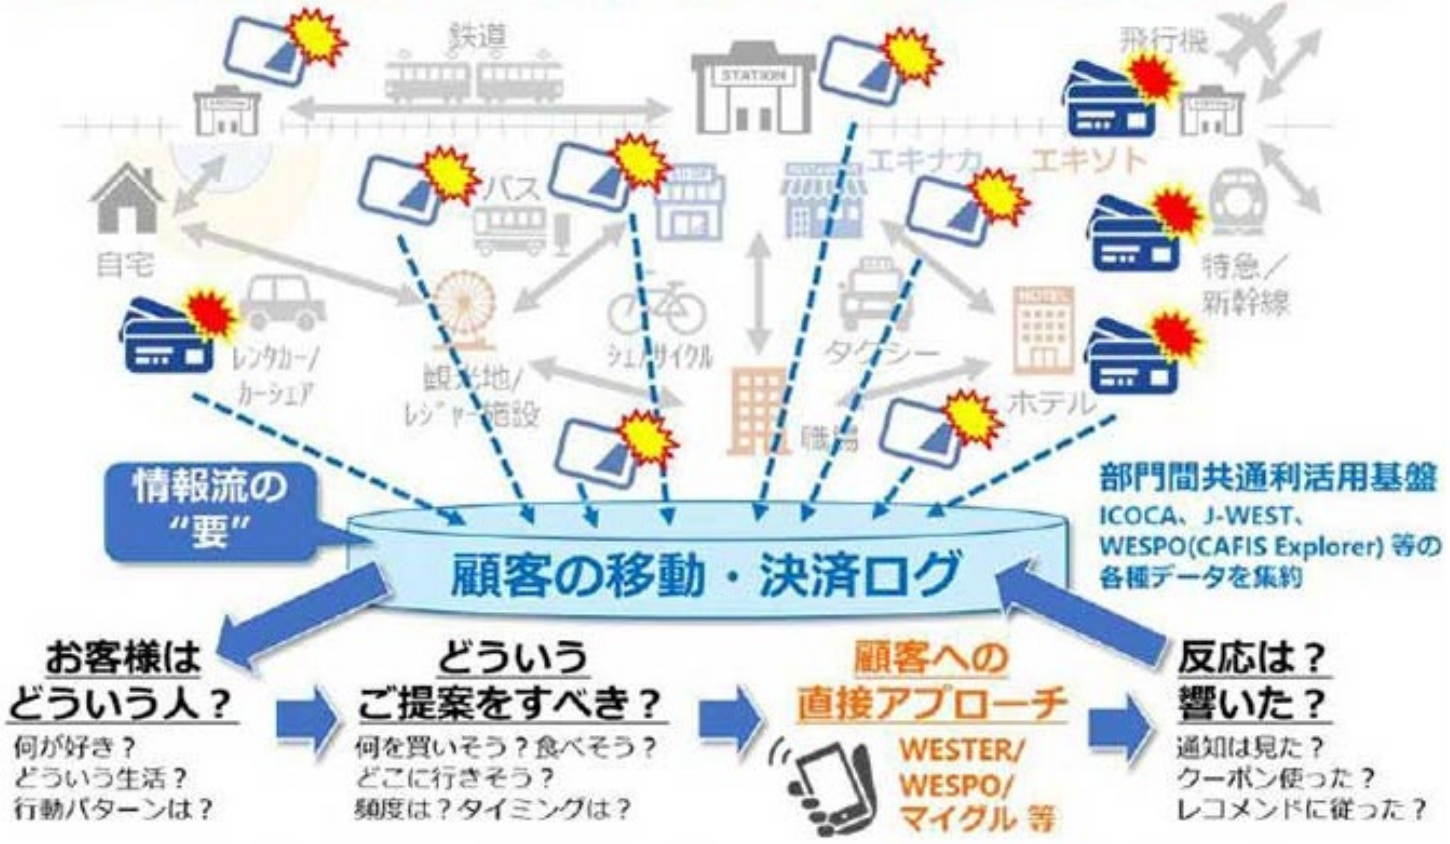 鉄道
STATION
飛行機
エキナカ
エキソト
バス
自宅
特急/
新幹線
レンタカー/
カーシェア
観光地/
レジャー施設
シェアサイクル
タクシー
HOTEL
ホテル
職場
情報流の
“要”
部門間共通利活用基盤
ICOCA、J-WEST、
WESPO(CAFIS Explorer) 等の
各種データを集約
顧客の移動・決済ログ
お客様は
どういう人？
何が好き？
どういう生活？
行動パターンは？
どういう
ご提案をすべき？
何を買いそう？食べそう？
どこに行きそう？
頻度は？タイミングは？
顧客への
直接アプローチ
WESTER/
WESPO/
マイグル 等
反応は？
響いた？
通知は見た？
クーポン使った？
レコメンドに従った？